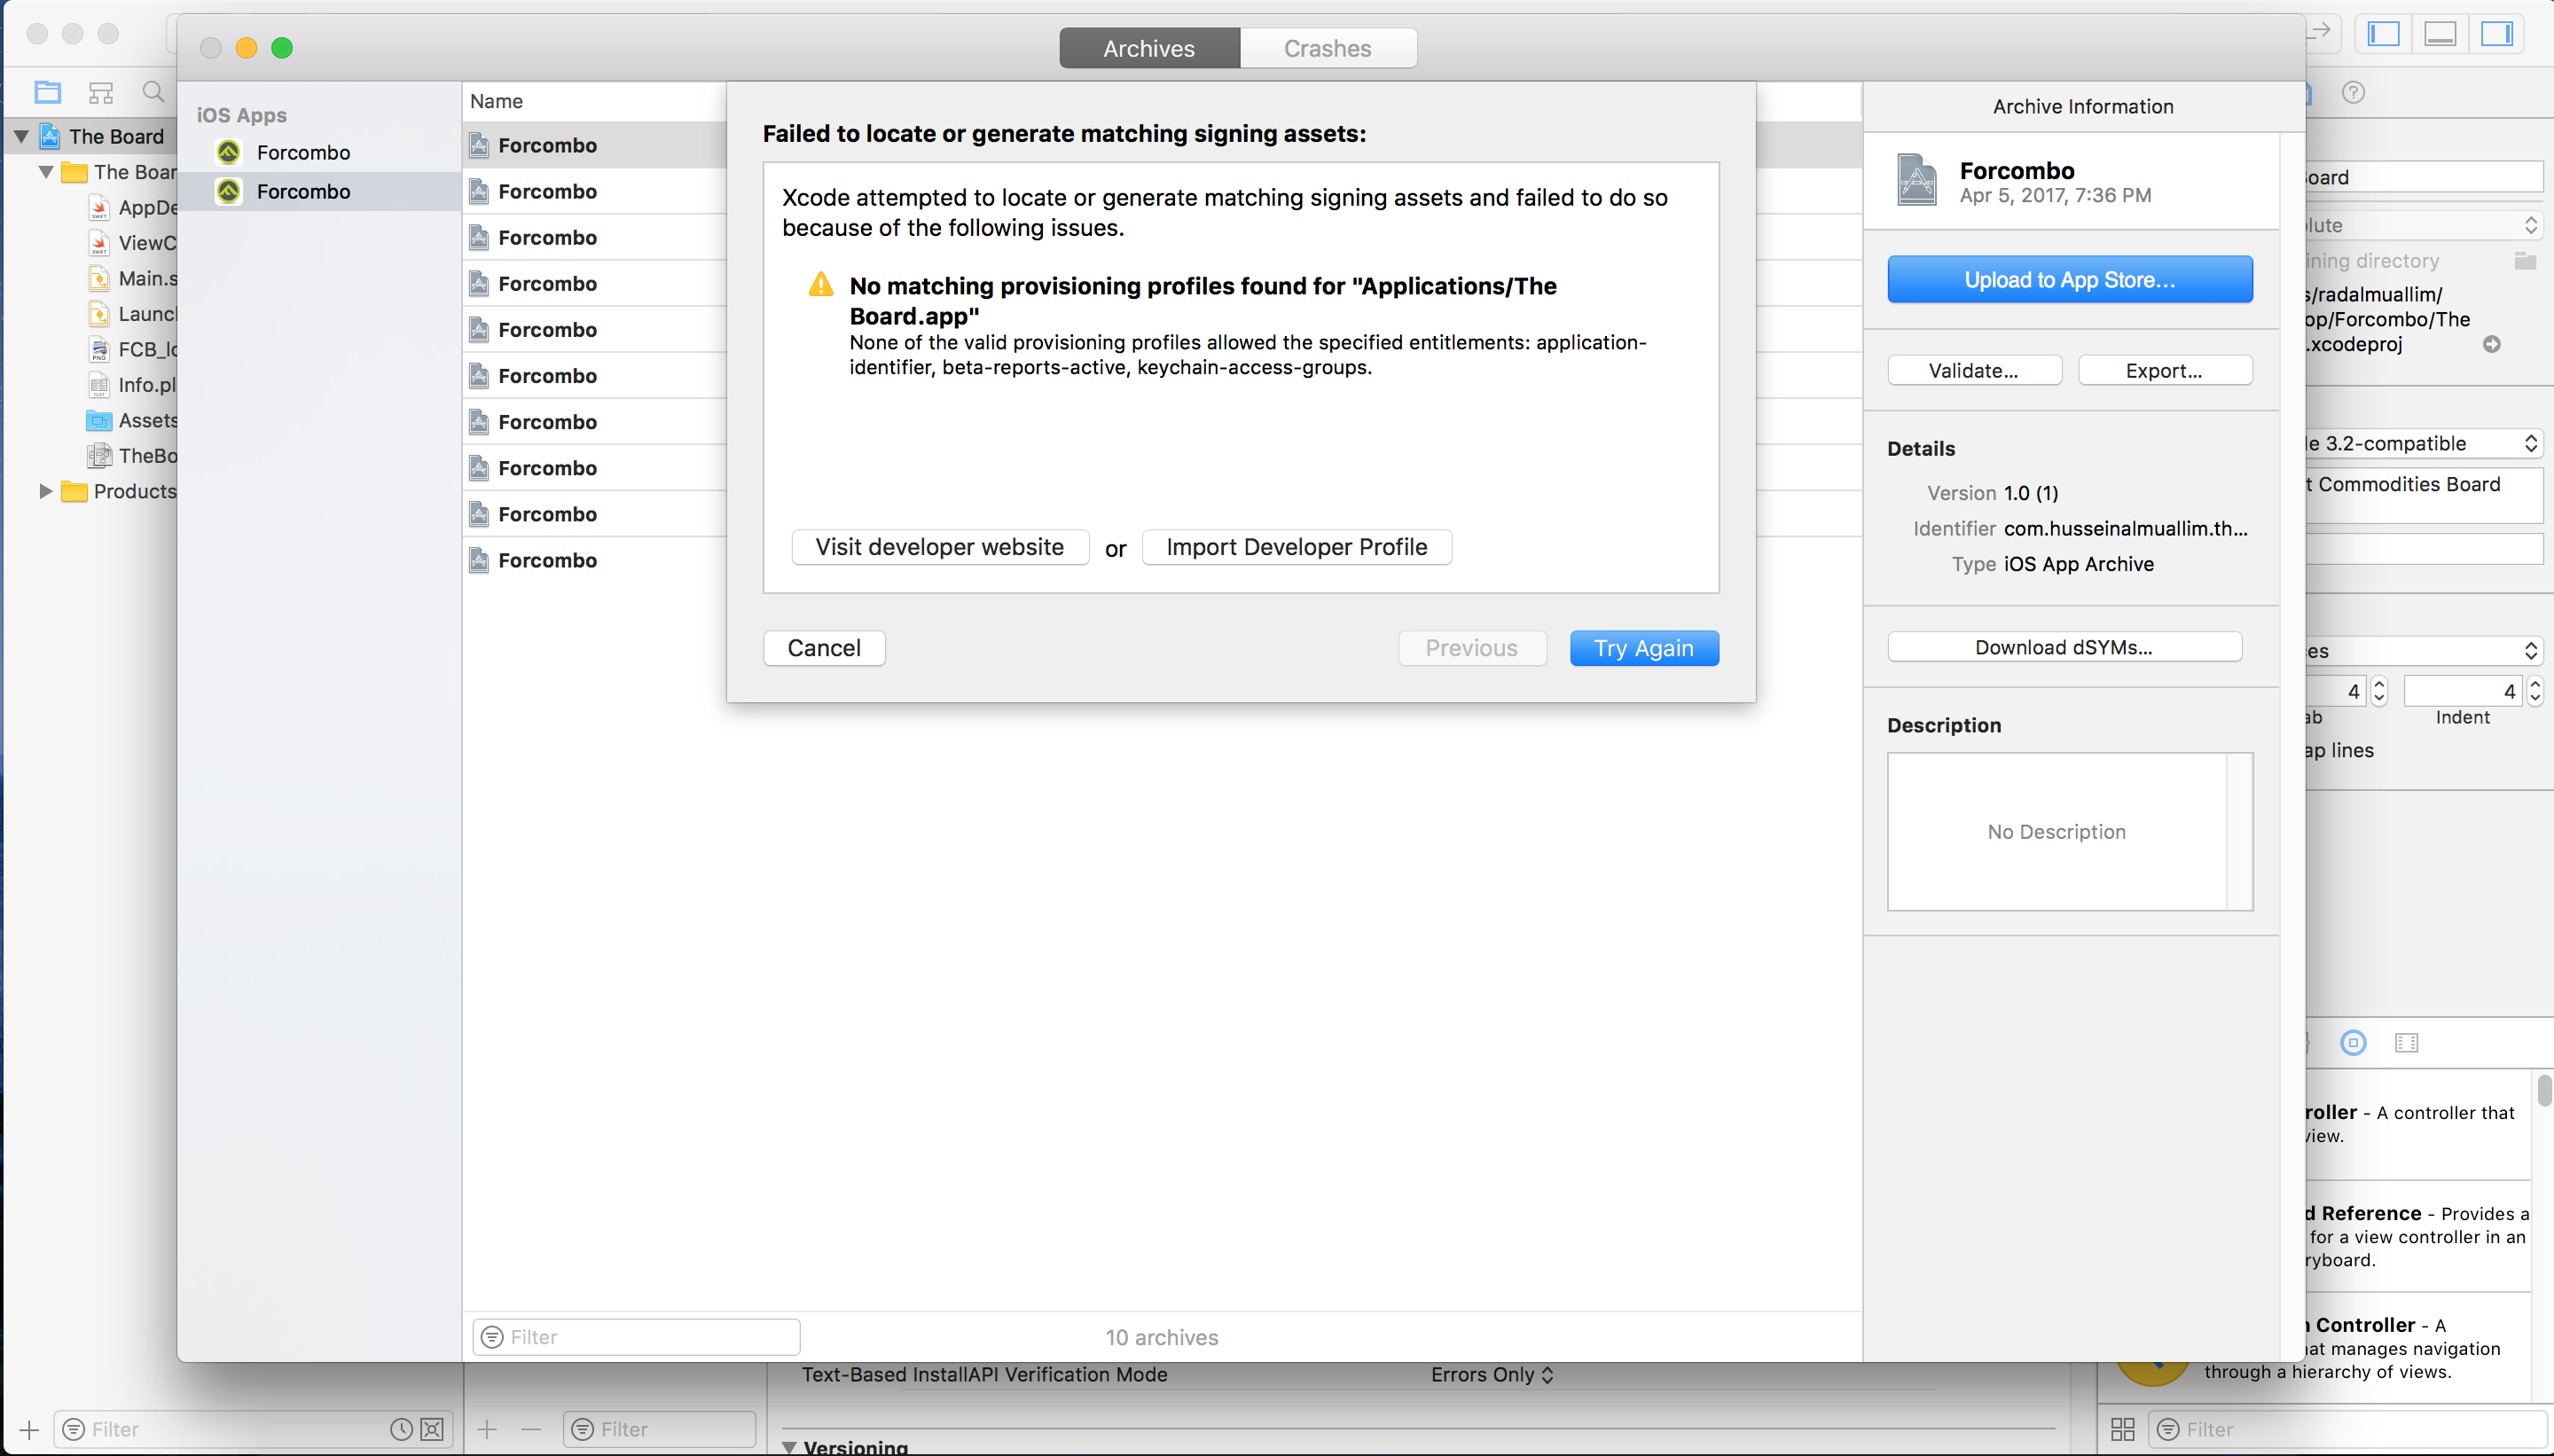 Archives
Crashes
iOS Apps
Forcombo
Forcombo
The Board
The Boar
AppDe
ViewC
Main.s
Launcl
FCB_lo
Info.pl
Assets
TheBo
Products
Name
Forcombo
Forcombo
Forcombo
Forcombo
Forcombo
Forcombo
Forcombo
Forcombo
Forcombo
Forcombo
Failed to locate or generate matching signing assets:
Xcode attempted to locate or generate matching signing assets and failed to do so
because of the following issues.
No matching provisioning profiles found for "Applications/The
Board.app"
None of the valid provisioning profiles allowed the specified entitlements: application-
identifier, beta-reports-active, keychain-access-groups.
Visit developer website
or
Import Developer Profile
Cancel
Previous
Try Again
Archive Information
Forcombo
Apr 5, 2017, 7:36 PM
Upload to App Store...
Validate...
Export...
Details
Version 1.0 (1)
Identifier com.husseinalmuallim.th...
Type iOS App Archive
Download dSYMs...
Description
No Description
oard
lute
ining directory
s/radalmuallim/
op/Forcombo/The
.xcodeproj
le 3.2-compatible
t Commodities Board
es
4
4
ab
Indent
ap lines
roller - A controller that
view.
d Reference - Provides a
for a view controller in an
ryboard.
n Controller - A
hat manages navigation
through a hierarchy of views.
Filter
10 archives
Text-Based InstallAPI Verification Mode
Errors Only
Filter
Filter
Versioning
Filter